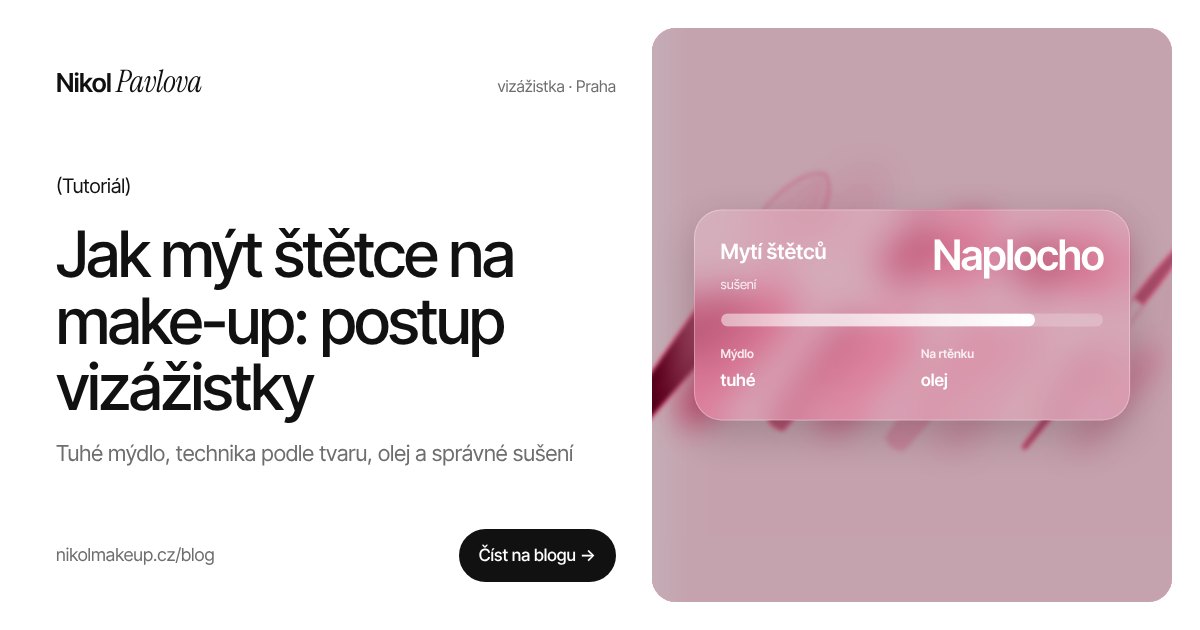 Nikol Pavlova
vizážistka · Praha
(Tutoriál)
Jak mýt štětce na
make-up: postup
vizážistky
Tuhé mýdlo, technika podle tvaru, olej a správné sušení
nikolmakeup.cz/blog
Číst na blogu →
Mytí štětců
Naplocho
sušení
Mýdlo
Na rtěnku
tuhé
olej